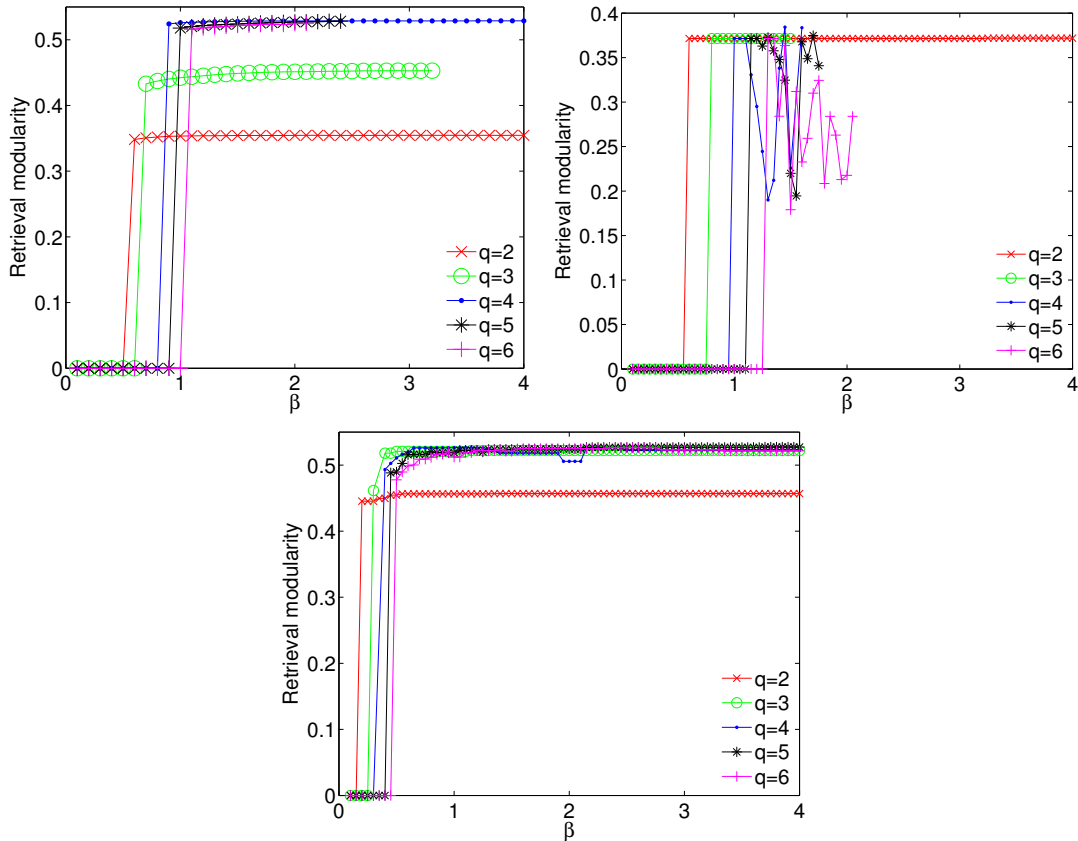 Retrieval modularity
0.5
0.4
0.3
0.2
0.1
0
0
1
2
3
4
β
q=2
q=3
q=4
q=5
q=6
Retrieval modularity
0.4
0.35
0.3
0.25
0.2
0.15
0.1
0.05
0
0
1
2
3
4
β
q=2
q=3
q=4
q=5
q=6
Retrieval modularity
0.5
0.4
0.3
0.2
0.1
0
0
1
2
3
4
β
q=2
q=3
q=4
q=5
q=6